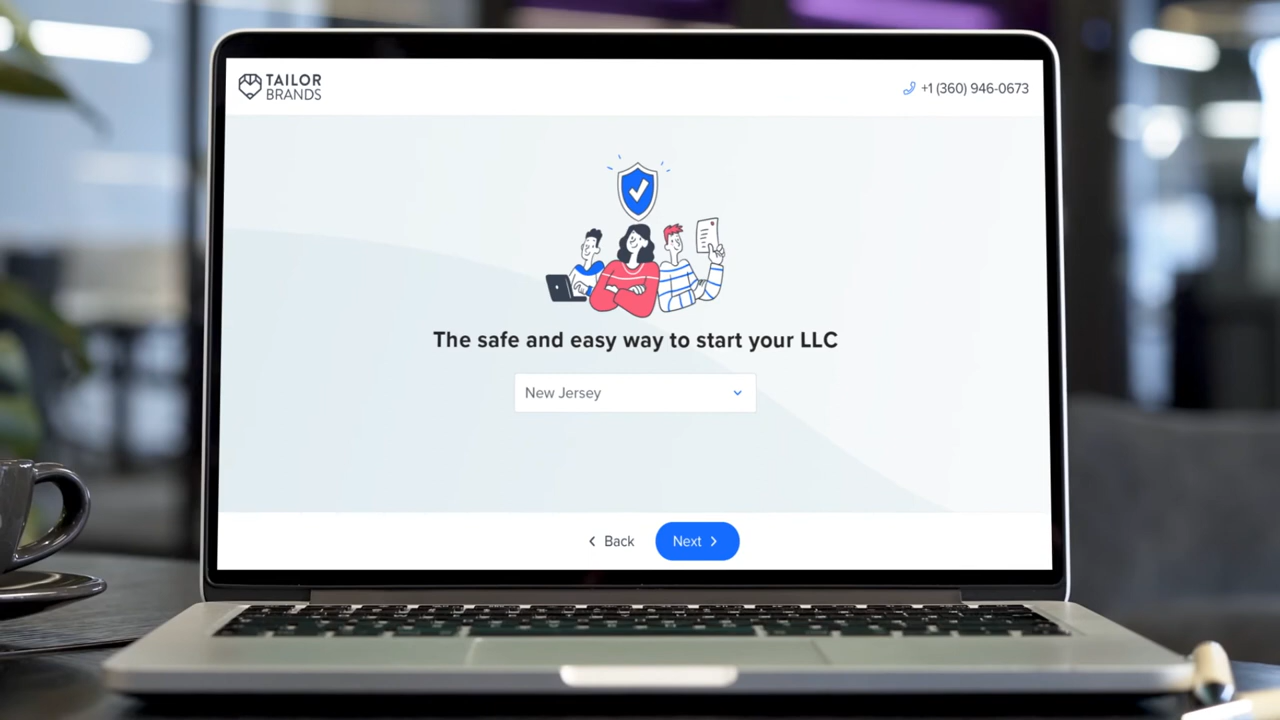 TAILOR
BRANDS
+1 (360) 946-0673
The safe and easy way to start your LLC
New Jersey
Back
Next